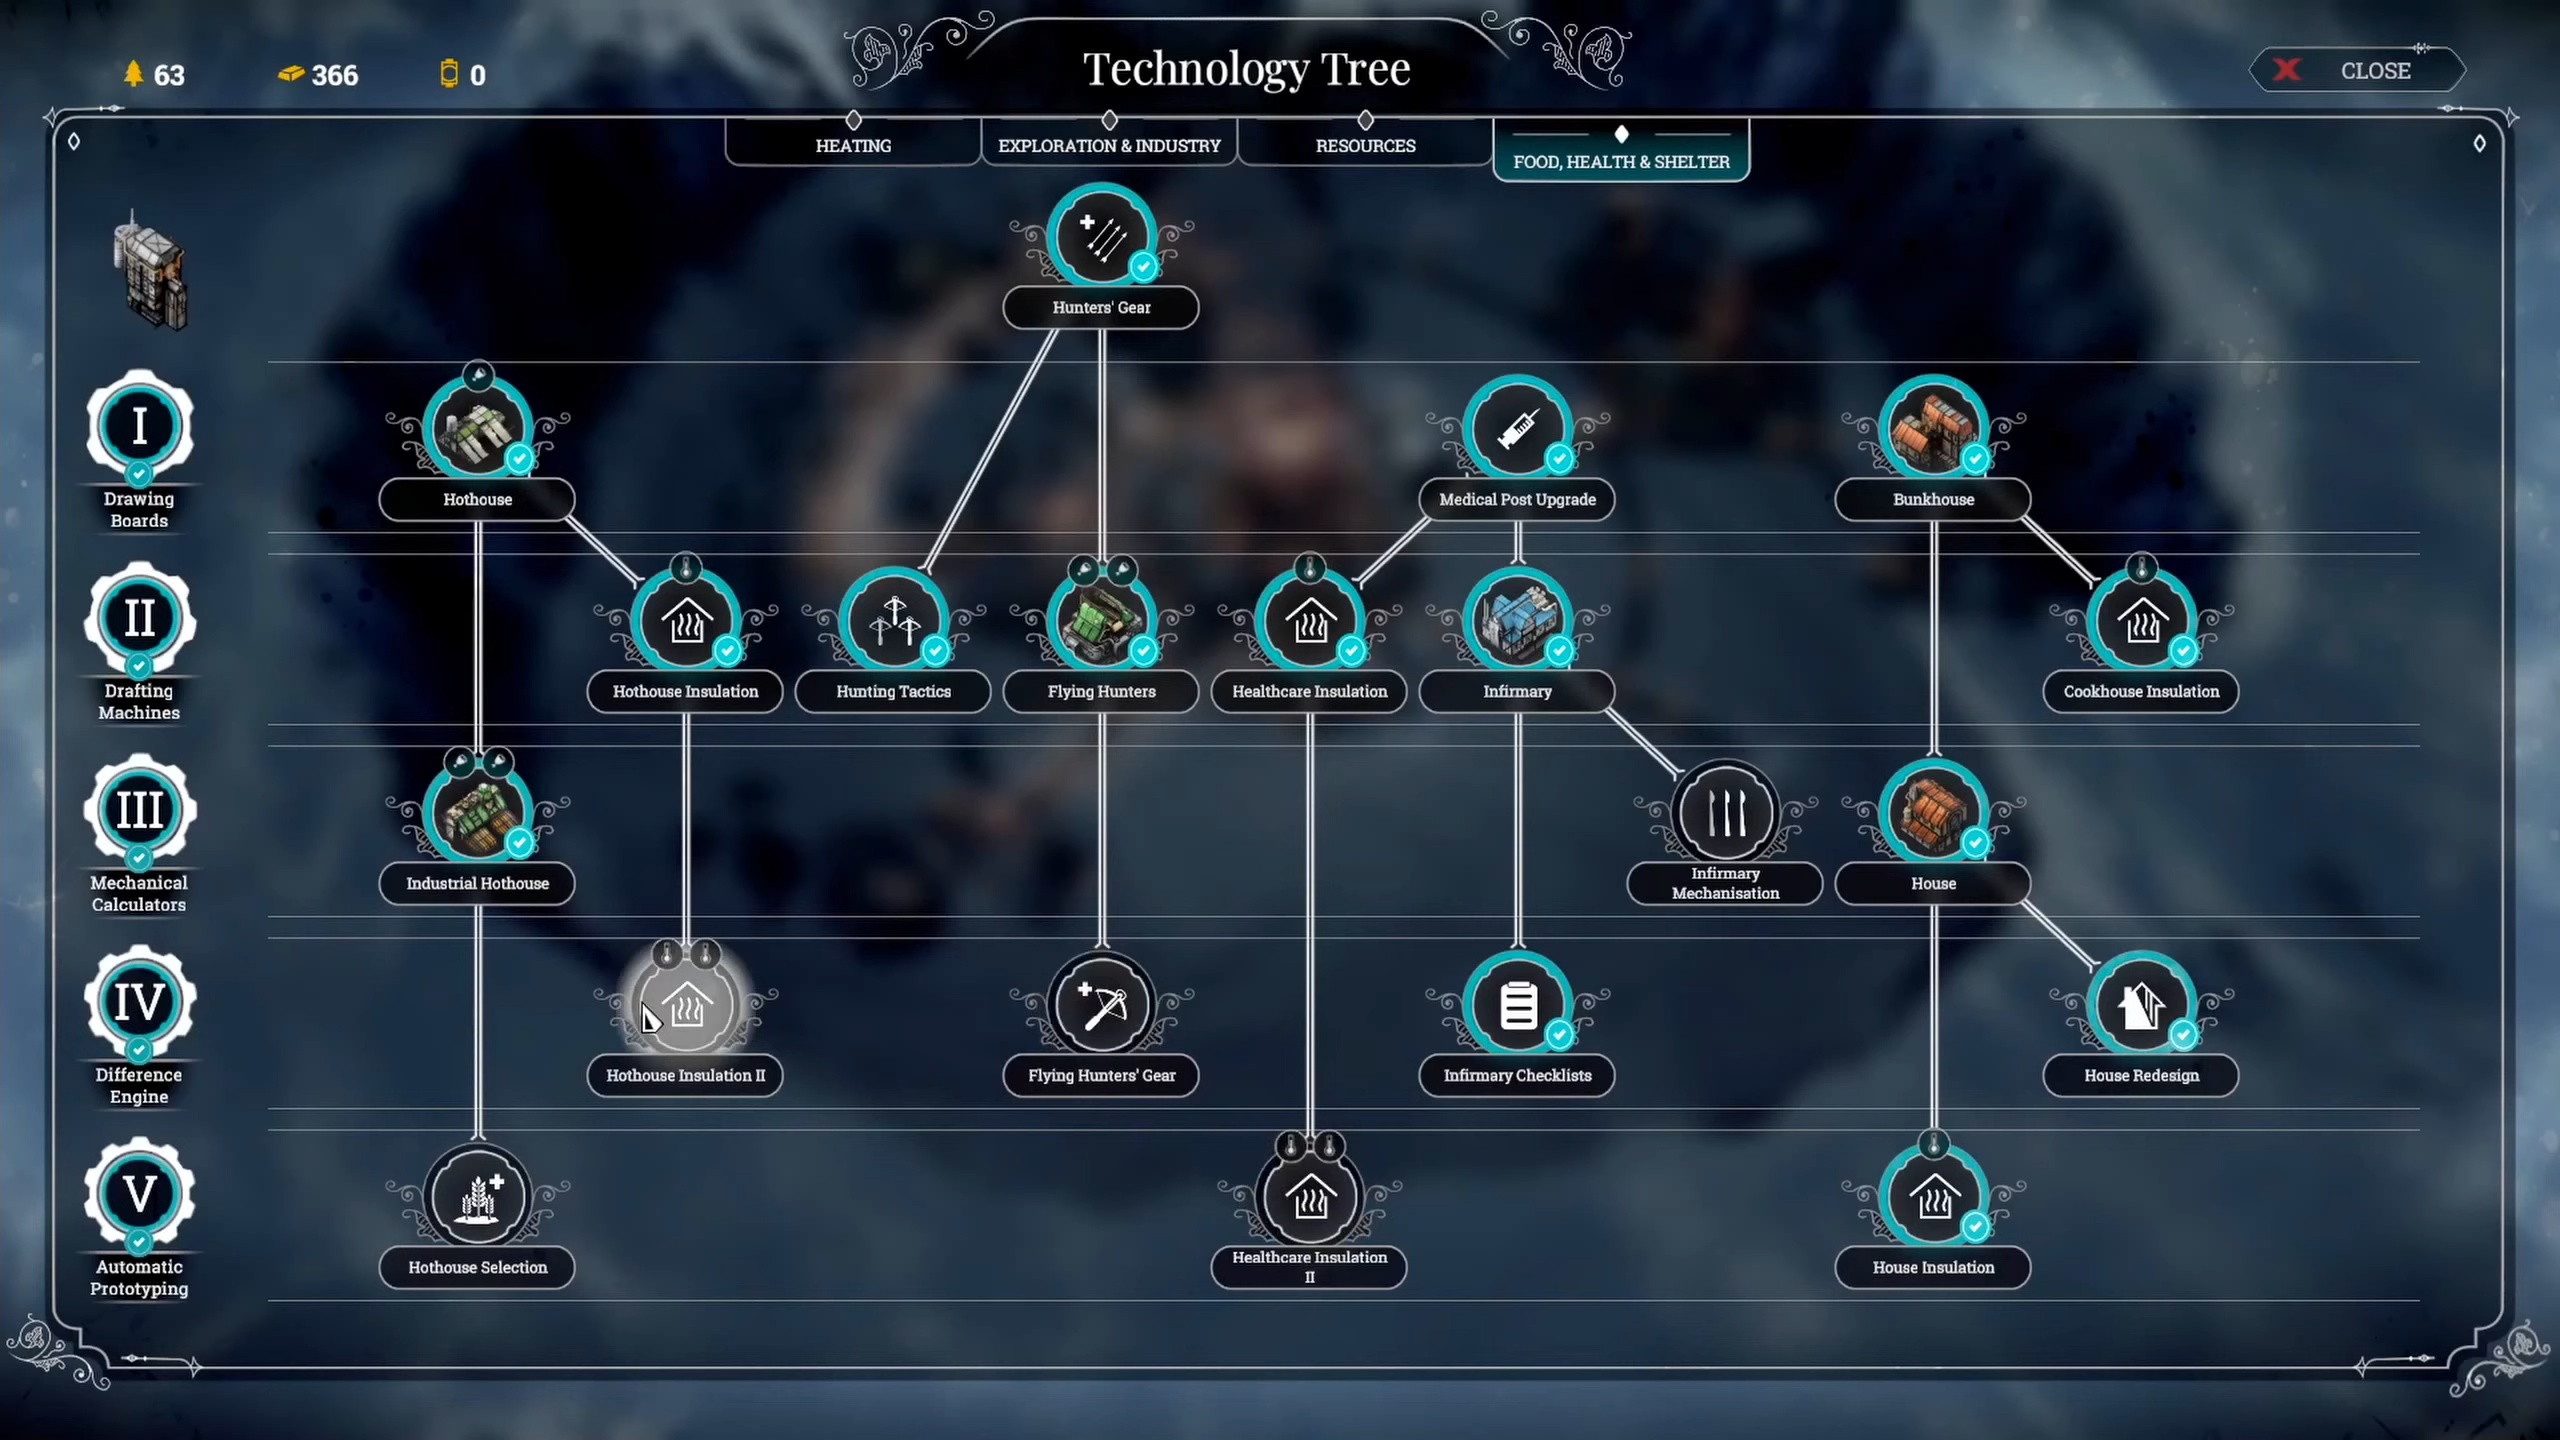 63
366
0
Technology Tree
CLOSE
HEATING
EXPLORATION & INDUSTRY
RESOURCES
FOOD, HEALTH & SHELTER
Hunters' Gear
I
Drawing
Boards
Hothouse
Medical Post Upgrade
Bunkhouse
II
Drafting
Machines
Hothouse Insulation
Hunting Tactics
Flying Hunters
Healthcare Insulation
Infirmary
Cookhouse Insulation
III
Mechanical
Calculators
Industrial Hothouse
Infirmary
Mechanisation
House
IV
Difference
Engine
Hothouse Insulation II
Flying Hunters' Gear
Infirmary Checklists
House Redesign
V
Automatic
Prototyping
Hothouse Selection
Healthcare Insulation
II
House Insulation